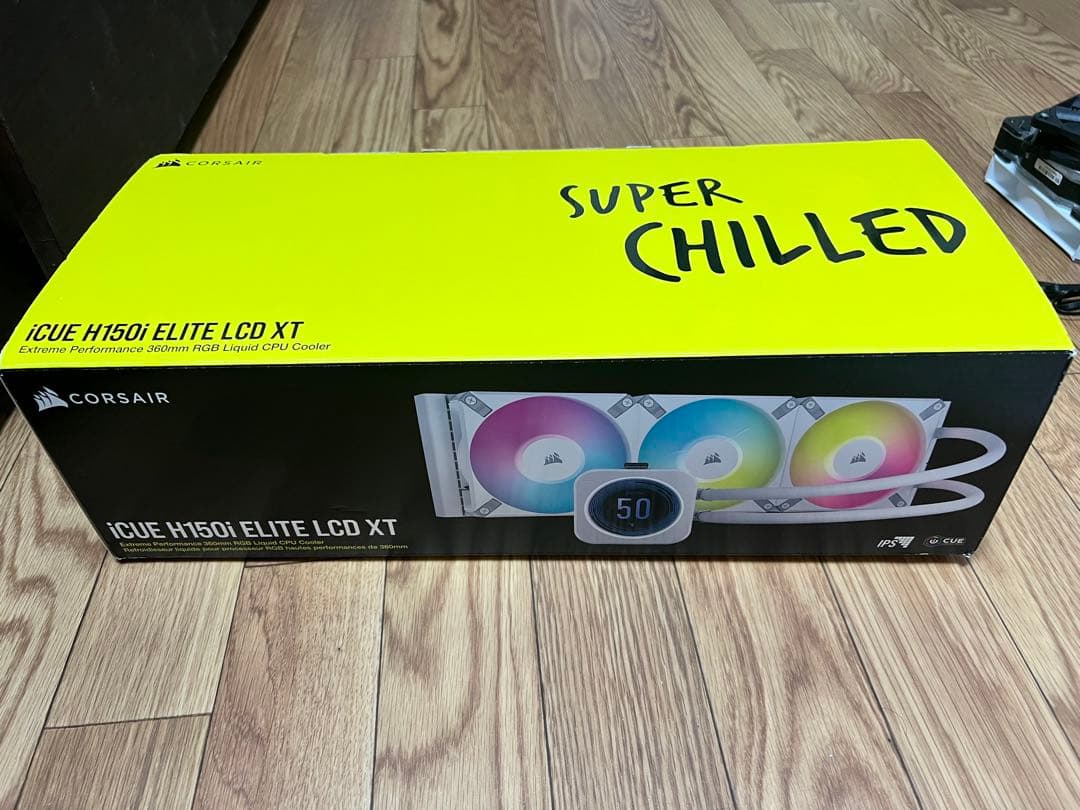 CORSAIR
SUPER
CHILLED
iCUE H150i ELITE LCD XT
Extreme Performance 360mm RGB Liquid CPU Cooler
CORSAIR
50
iCUE H150i ELITE LCD XT
Extreme Performance 360mm RGB Liquid CPU Cooler
Refroidisseur liquide pour processeur RGB hautes performances de 360mm
IPS
iCUE